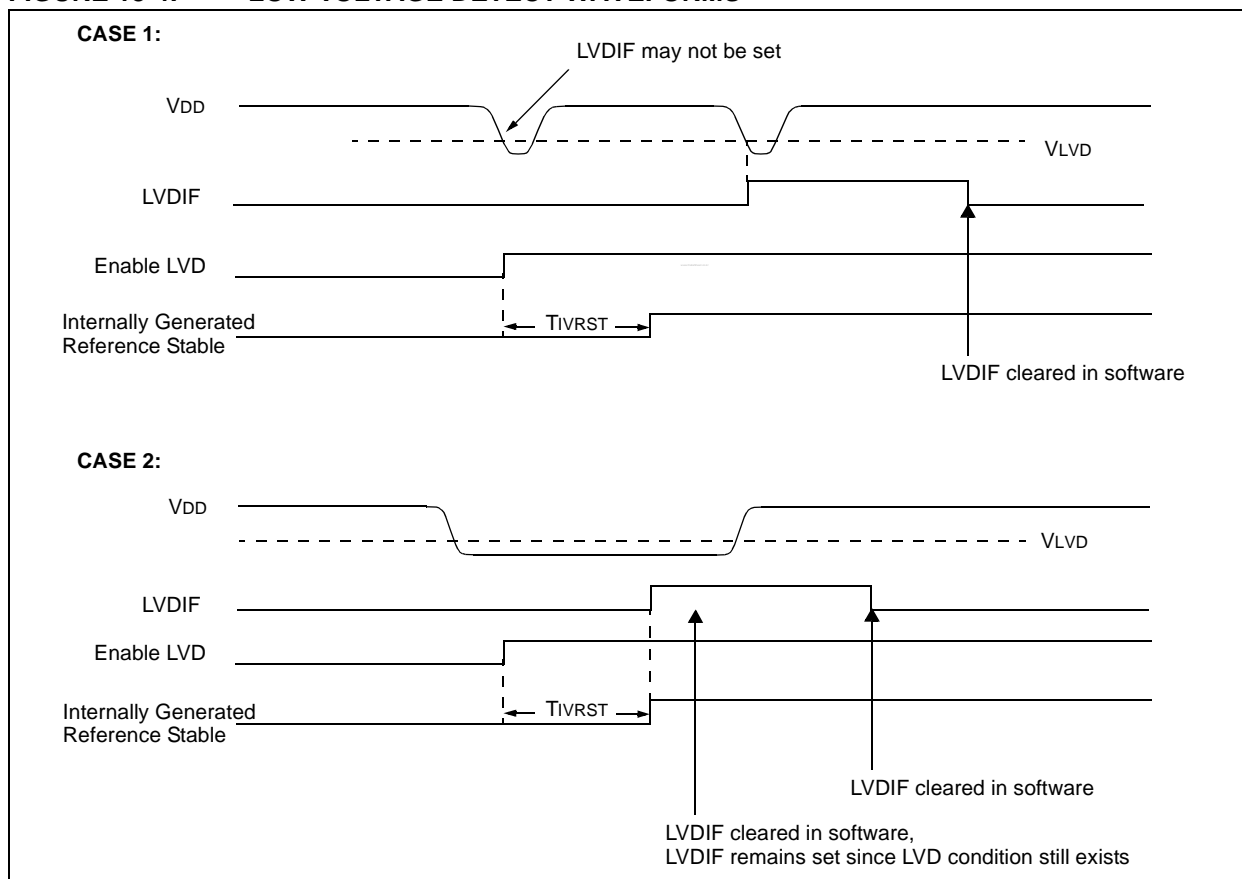 CASE 1:
LVDIF may not be set
VDD
VLVD
LVDIF
Enable LVD
TIVRST
Internally Generated
Reference Stable
LVDIF cleared in software
CASE 2:
VDD
VLVD
LVDIF
Enable LVD
TIVRST
Internally Generated
Reference Stable
LVDIF cleared in software
LVDIF cleared in software,
LVDIF remains set since LVD condition still exists